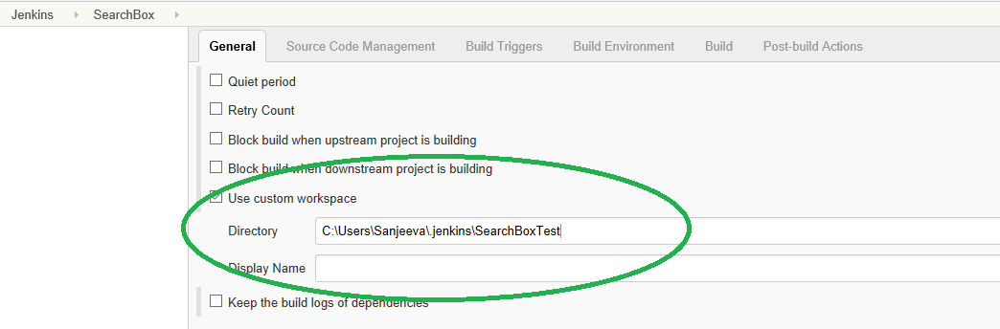 Jenkins SearchBox
General Source Code Management Build Triggers Build Environment Build Post-build Actions
Quiet period
Retry Count
Block build when upstream project is building
Block build when downstream project is building
Use custom workspace
Directory C:\Users\Sanjeeva\.jenkins\SearchBoxTest
Display Name
Keep the build logs of dependencies